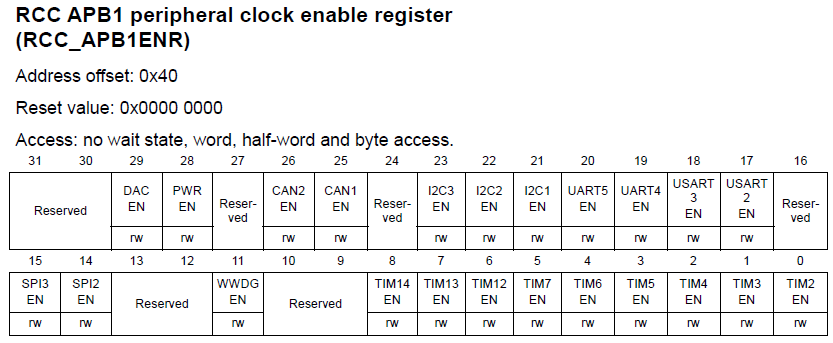 RCC APB1 peripheral clock enable register
(RCC_APB1ENR)
Address offset: 0x40
Reset value: 0x0000 0000
Access: no wait state, word, half-word and byte access.
31 30 29 28 27 26 25 24 23 22 21 20 19 18 17 16
Reserved DAC EN PWR EN Reser-ved CAN2 EN CAN1 EN Reser-ved I2C3 EN I2C2 EN I2C1 EN UART5 EN UART4 EN USART 3 EN USART 2 EN Reser-ved
rw rw rw rw rw rw rw rw rw rw rw
15 14 13 12 11 10 9 8 7 6 5 4 3 2 1 0
SPI3 EN SPI2 EN Reserved WWDG EN Reserved TIM14 EN TIM13 EN TIM12 EN TIM7 EN TIM6 EN TIM5 EN TIM4 EN TIM3 EN TIM2 EN
rw rw rw rw rw rw rw rw rw rw rw rw